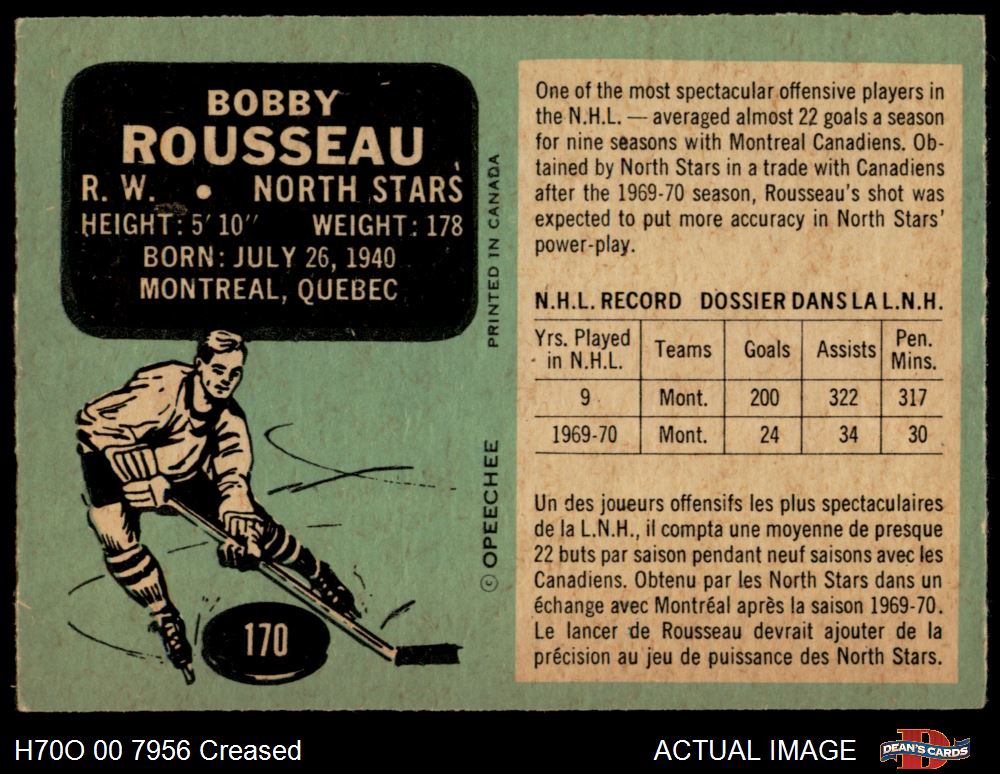 BOBBY
ROUSSEAU
R. W. • NORTH STARS
HEIGHT: 5' 10" WEIGHT: 178
BORN: JULY 26, 1940
MONTREAL, QUEBEC
PRINTED IN CANADA
© OPEECHEE
170
One of the most spectacular offensive players in
the N.H.L. — averaged almost 22 goals a season
for nine seasons with Montreal Canadiens. Ob-
tained by North Stars in a trade with Canadiens
after the 1969-70 season, Rousseau's shot was
expected to put more accuracy in North Stars'
power-play.
N.H.L. RECORD DOSSIER DANS LA L.N.H.
Yrs. Played in N.H.L. Teams Goals Assists Pen. Mins.
9 Mont. 200 322 317
1969-70 Mont. 24 34 30
Un des joueurs offensifs les plus spectaculaires
de la L.N.H., il compta une moyenne de presque
22 buts par saison pendant neuf saisons avec les
Canadiens. Obtenu par les North Stars dans un
échange avec Montréal après la saison 1969-70.
Le lancer de Rousseau devrait ajouter de la
précision au jeu de puissance des North Stars.
H70O 00 7956 Creased
ACTUAL IMAGE
DEAN'S CARDS